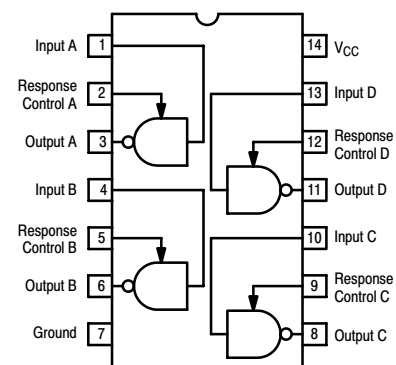 Input A 1
Response
Control A 2
Output A 3
Input B 4
Response
Control B 5
Output B 6
Ground 7
14 VCC
13 Input D
12 Response
Control D
11 Output D
10 Input C
9 Response
Control C
8 Output C